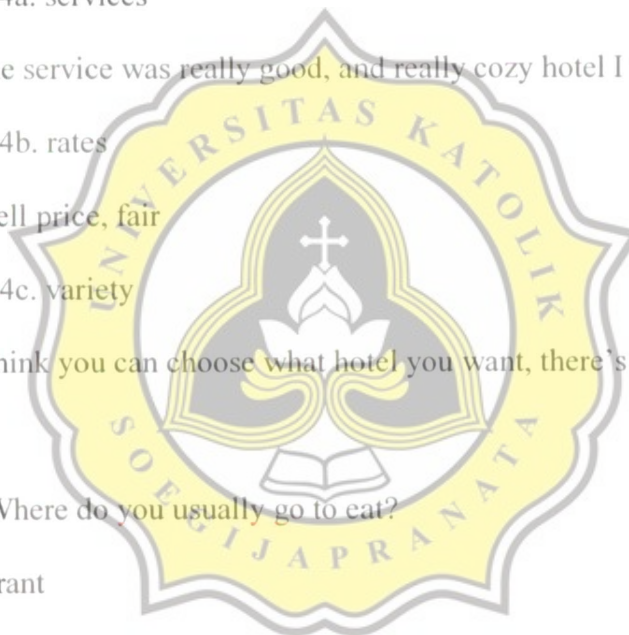 4a. services
e service was really good, and really cozy hotel I
4b. rates
ell price, fair
4c. variety
hink you can choose what hotel you want, there's
Where do you usually go to eat?
rant
UNIVERSITAS KATOLIK
SOEGIJAPRANATA